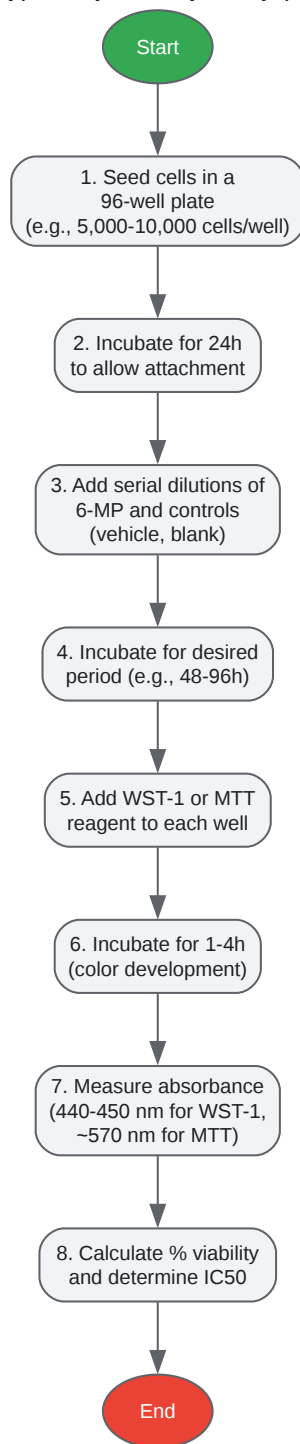 Start
1. Seed cells in a
96-well plate
(e.g., 5,000-10,000 cells/well)
2. Incubate for 24h
to allow attachment
3. Add serial dilutions of
6-MP and controls
(vehicle, blank)
4. Incubate for desired
period (e.g., 48-96h)
5. Add WST-1 or MTT
reagent to each well
6. Incubate for 1-4h
(color development)
7. Measure absorbance
(440-450 nm for WST-1,
~570 nm for MTT)
8. Calculate % viability
and determine IC50
End